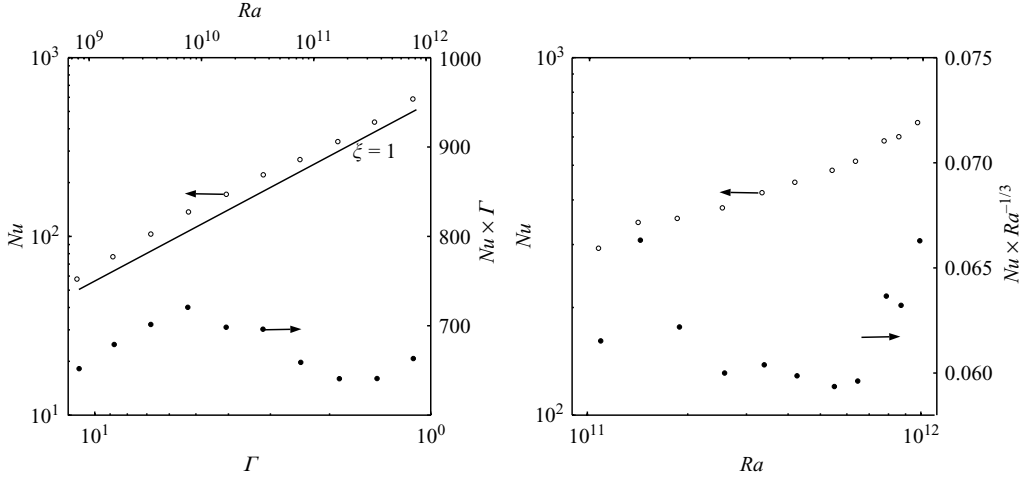 Ra
10^9 10^10 10^11 10^12
10^3 1000
900
ξ = 1
Nu 10^2 800 Nu × Γ
700
10^1
10^1 10^0
Γ
10^3 0.075
0.070
Nu Nu × Ra^{-1/3}
0.065
0.060
10^2
10^11 10^12
Ra